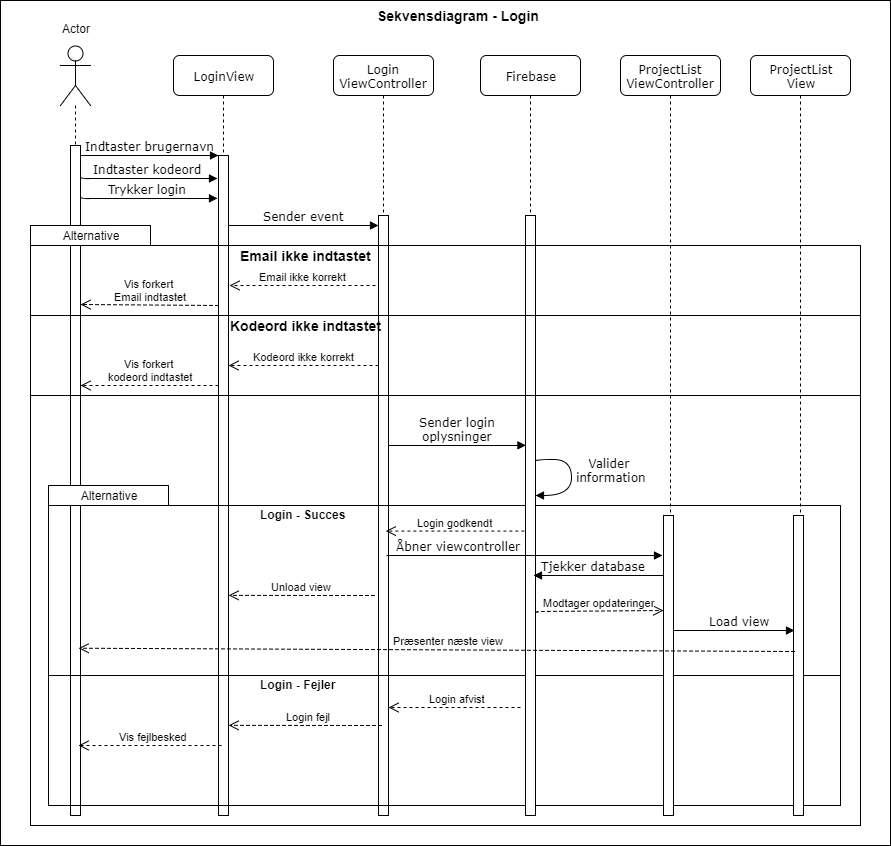 Sekvensdiagram - Login
Actor
LoginView
Login
ViewController
Firebase
ProjectList
ViewController
ProjectList
View
Indtaster brugernavn
Indtaster kodeord
Trykker login
Sender event
Alternative
Email ikke indtastet
Email ikke korrekt
Vis forkert
Email indtastet
Kodeord ikke indtastet
Kodeord ikke korrekt
Vis forkert
kodeord indtastet
Sender login
oplysninger
Valider
information
Alternative
Login - Succes
Login godkendt
Åbner viewcontroller
Tjekker database
Unload view
Modtager opdateringer
Load view
Præsenter næste view
Login - Fejler
Login afvist
Login fejl
Vis fejlbesked